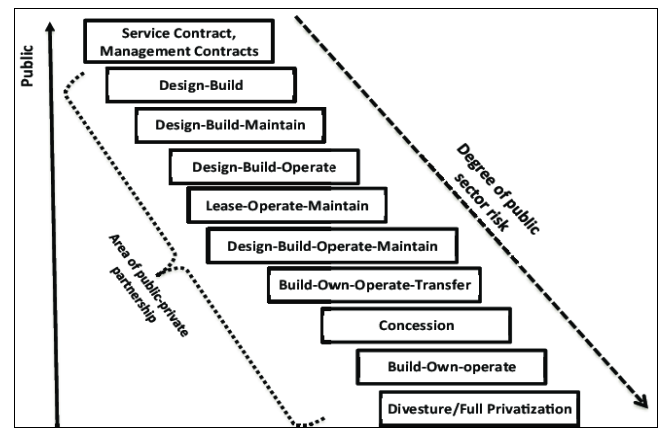 Public
Service Contract,
Management Contracts
Design-Build
Design-Build-Maintain
Design-Build-Operate
Lease-Operate-Maintain
Design-Build-Operate-Maintain
Build-Own-Operate-Transfer
Concession
Build-Own-operate
Divesture/Full Privatization
Degree of public
sector risk
Area of public-private
partnership